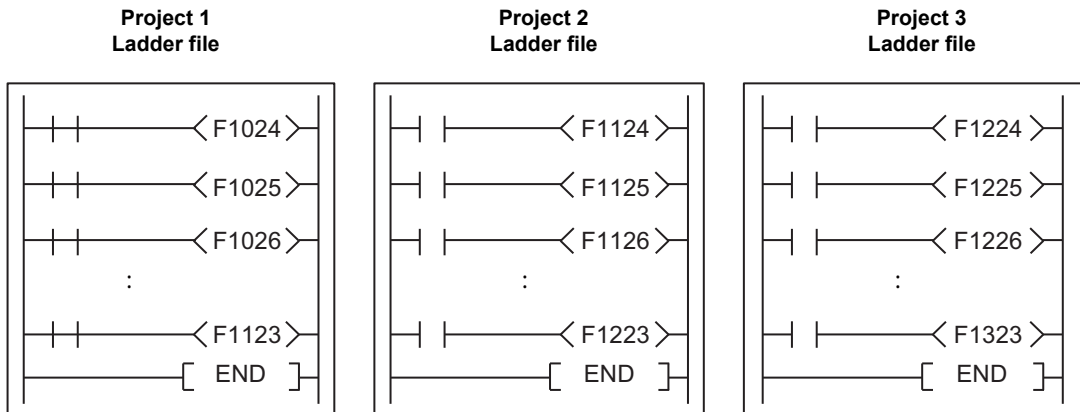 Project 1
Ladder file
F1024
F1025
F1026
:
F1123
END
Project 2
Ladder file
F1124
F1125
F1126
:
F1223
END
Project 3
Ladder file
F1224
F1225
F1226
:
F1323
END